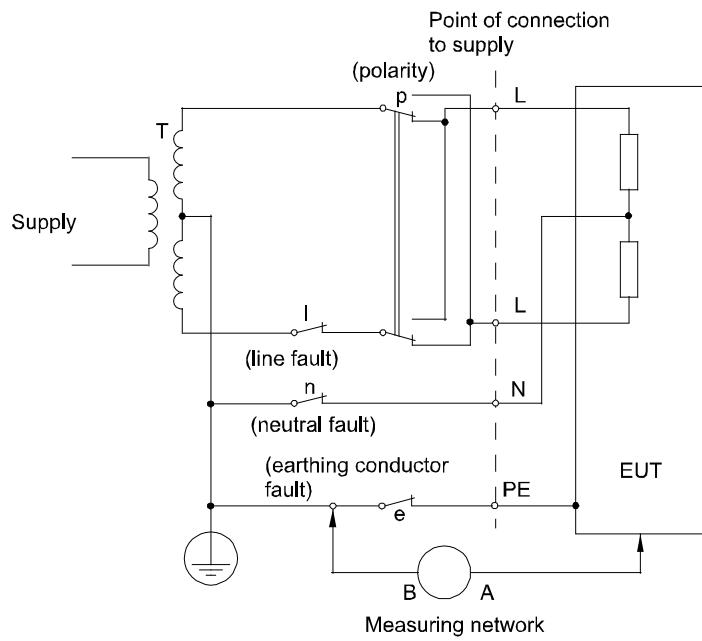 Point of connection
to supply
(polarity)
p
L
T
Supply
l
L
(line fault)
n
N
(neutral fault)
(earthing conductor
fault)
e
PE
EUT
B
A
Measuring network